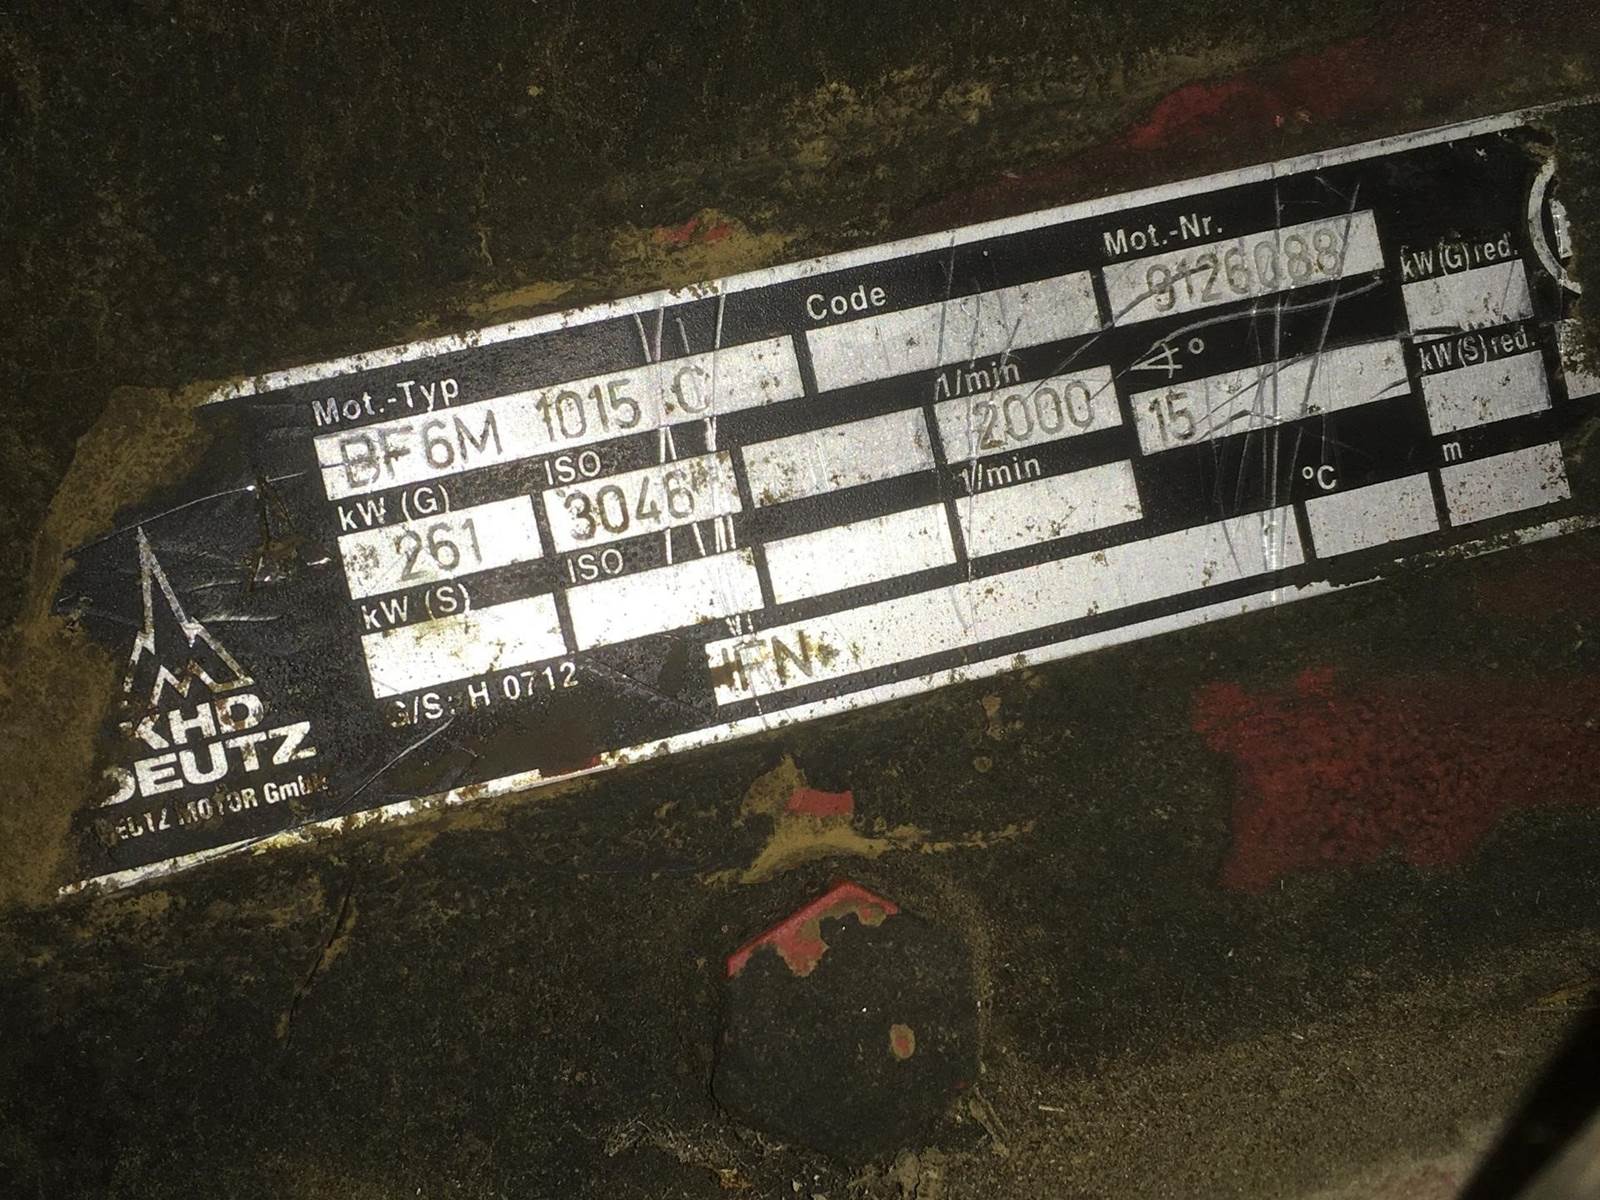 Mot.-Typ Code Mot.-Nr. kW(G)red.
BF6M 1015 C 9126088
kW (G) ISO 1/min ∢° kW(S)red.
261 3046 2000 15
kW (S) ISO 1/min °C m
G/S: H 0712 IFN
KHD
DEUTZ
DEUTZ MOTOR GmbH